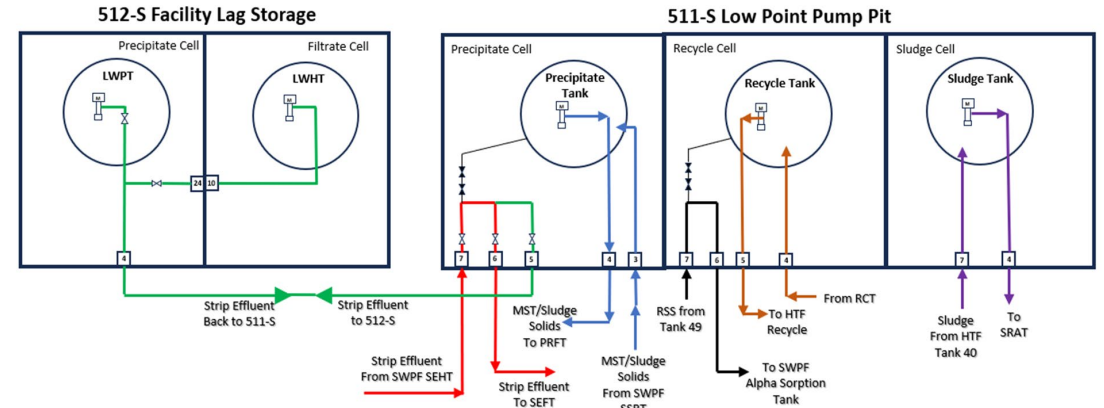 512-S Facility Lag Storage
511-S Low Point Pump Pit
Precipitate Cell
Filtrate Cell
LWPT
LWHT
M
M
24
10
4
Precipitate Cell
Precipitate
Tank
M
7
6
5
4
3
Recycle Cell
Recycle Tank
M
7
6
5
4
Sludge Cell
Sludge Tank
M
7
4
Strip Effluent
Back to 511-S
Strip Effluent
to 512-S
Strip Effluent
From SWPF SEHT
Strip Effluent
To SEFT
MST/Sludge
Solids
To PRFT
MST/Sludge
Solids
From SWPF
RSS from
Tank 49
To SWPF
Alpha Sorption
Tank
To HTF
Recycle
From RCT
Sludge
From HTF
Tank 40
To
SRAT